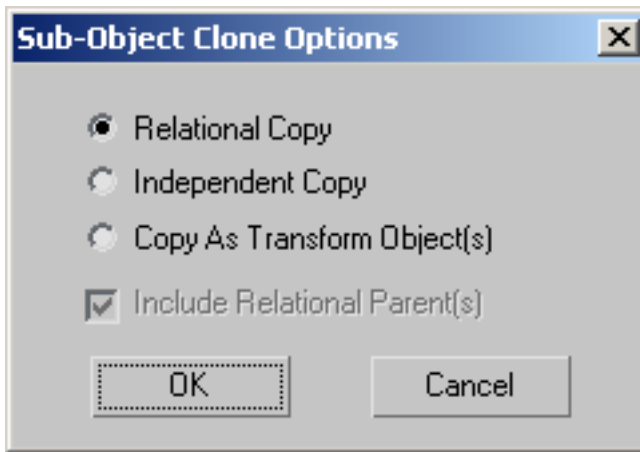 Sub-Object Clone Options
Relational Copy
Independent Copy
Copy As Transform Object(s)
Include Relational Parent(s)
OK
Cancel